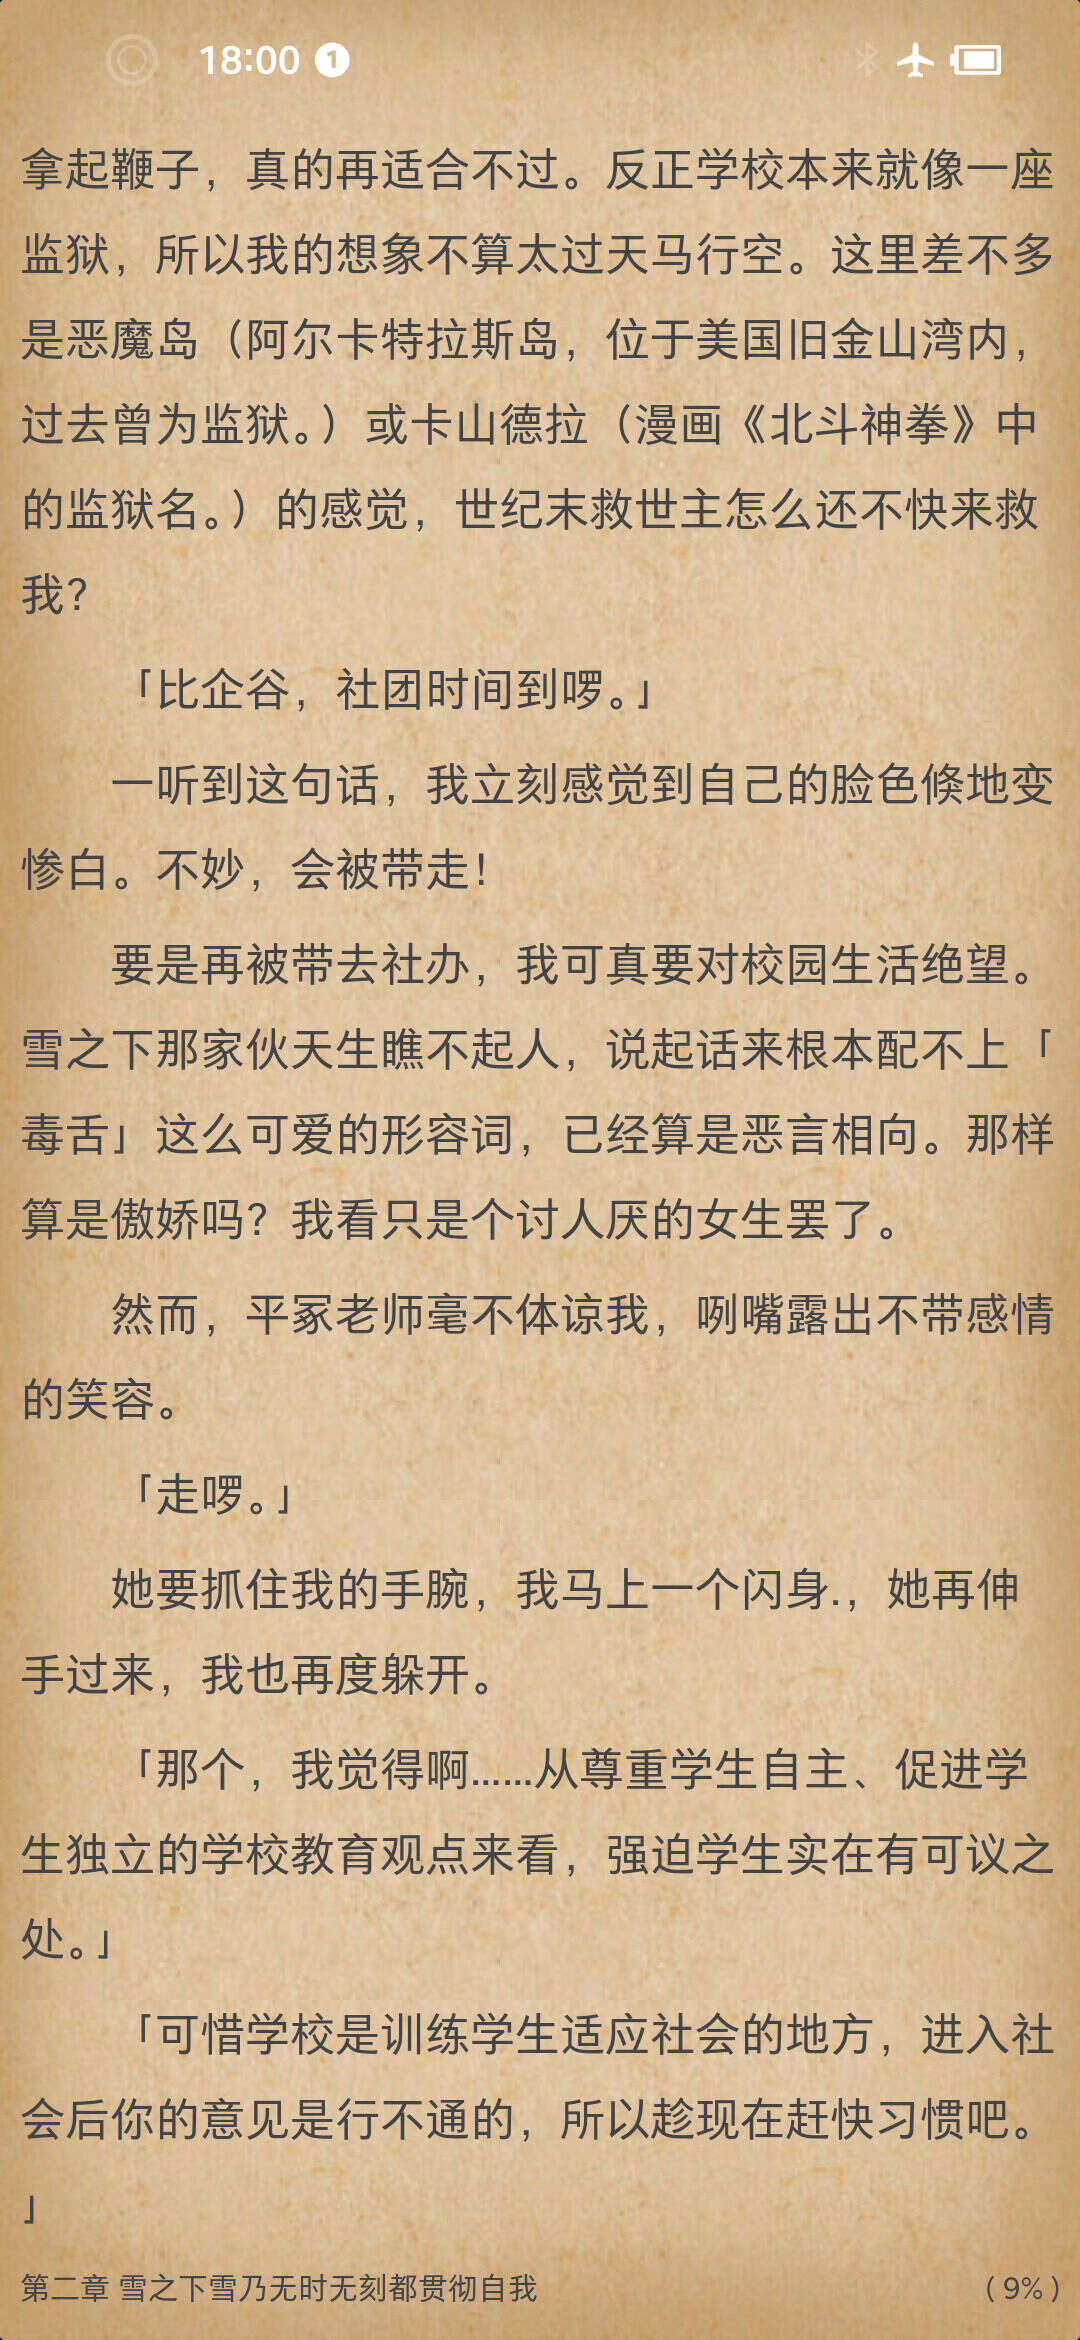 18:00 1
拿起鞭子，真的再适合不过。反正学校本来就像一座
监狱，所以我的想象不算太过天马行空。这里差不多
是恶魔岛（阿尔卡特拉斯岛，位于美国旧金山湾内，
过去曾为监狱。）或卡山德拉（漫画《北斗神拳》中
的监狱名。）的感觉，世纪末救世主怎么还不快来救
我？
「比企谷，社团时间到啰。」
一听到这句话，我立刻感觉到自己的脸色倏地变
惨白。不妙，会被带走！
要是再被带去社办，我可真要对校园生活绝望。
雪之下那家伙天生瞧不起人，说起话来根本配不上「
毒舌」这么可爱的形容词，已经算是恶言相向。那样
算是傲娇吗？我看只是个讨人厌的女生罢了。
然而，平冢老师毫不体谅我，咧嘴露出不带感情
的笑容。
「走啰。」
她要抓住我的手腕，我马上一个闪身.，她再伸
手过来，我也再度躲开。
「那个，我觉得啊……从尊重学生自主、促进学
生独立的学校教育观点来看，强迫学生实在有可议之
处。」
「可惜学校是训练学生适应社会的地方，进入社
会后你的意见是行不通的，所以趁现在赶快习惯吧。
」
第二章 雪之下雪乃无时无刻都贯彻自我 （9%）